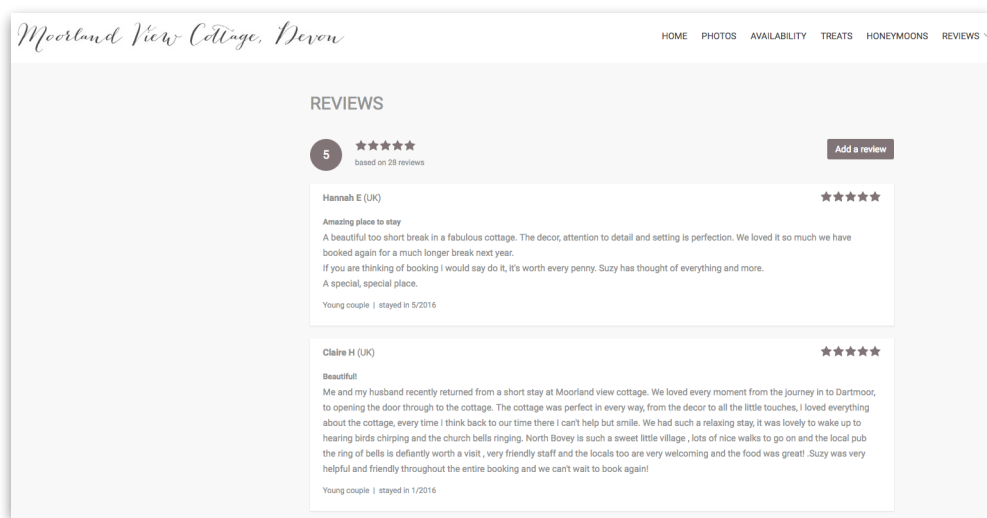 Moorland View Cottage, Devon
HOME PHOTOS AVAILABILITY TREATS HONEYMOONS REVIEWS
REVIEWS
5
based on 28 reviews
Add a review
Hannah E (UK)
Amazing place to stay
A beautiful too short break in a fabulous cottage. The decor, attention to detail and setting is perfection. We loved it so much we have
booked again for a much longer break next year.
If you are thinking of booking I would say do it, it's worth every penny. Suzy has thought of everything and more.
A special, special place.
Young couple | stayed in 5/2016
Claire H (UK)
Beautiful!
Me and my husband recently returned from a short stay at Moorland view cottage. We loved every moment from the journey in to Dartmoor,
to opening the door through to the cottage. The cottage was perfect in every way, from the decor to all the little touches, I loved everything
about the cottage, every time I think back to our time there I can't help but smile. We had such a relaxing stay, it was lovely to wake up to
hearing birds chirping and the church bells ringing. North Bovey is such a sweet little village , lots of nice walks to go on and the local pub
the ring of bells is defiantly worth a visit , very friendly staff and the locals too are very welcoming and the food was great! .Suzy was very
helpful and friendly throughout the entire booking and we can't wait to book again!
Young couple | stayed in 1/2016